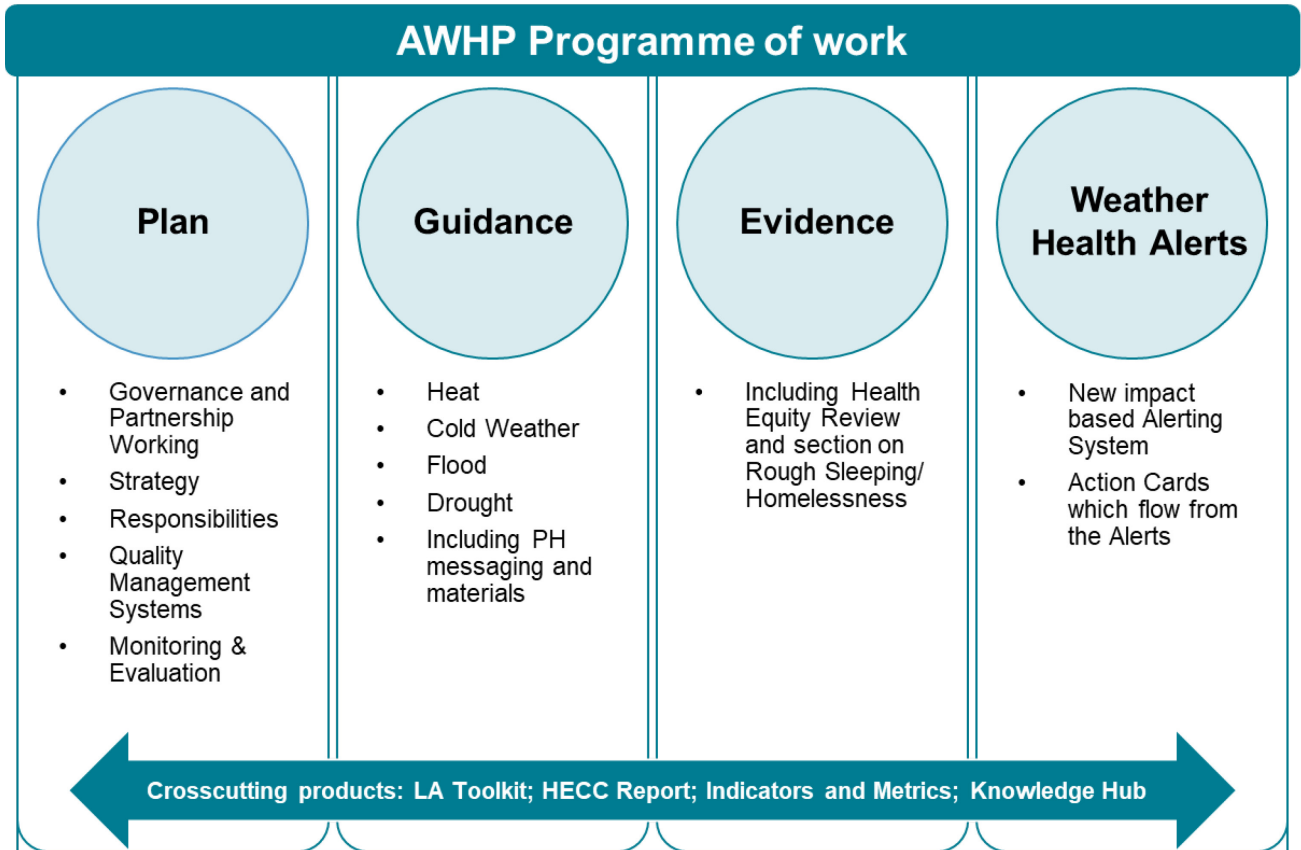 AWHP Programme of work
Plan
• Governance and
Partnership
Working
• Strategy
• Responsibilities
• Quality
Management
Systems
• Monitoring &
Evaluation
Guidance
• Heat
• Cold Weather
• Flood
• Drought
• Including PH
messaging and
materials
Evidence
• Including Health
Equity Review
and section on
Rough Sleeping/
Homelessness
Weather
Health Alerts
• New impact
based Alerting
System
• Action Cards
which flow from
the Alerts
Crosscutting products: LA Toolkit; HECC Report; Indicators and Metrics; Knowledge Hub